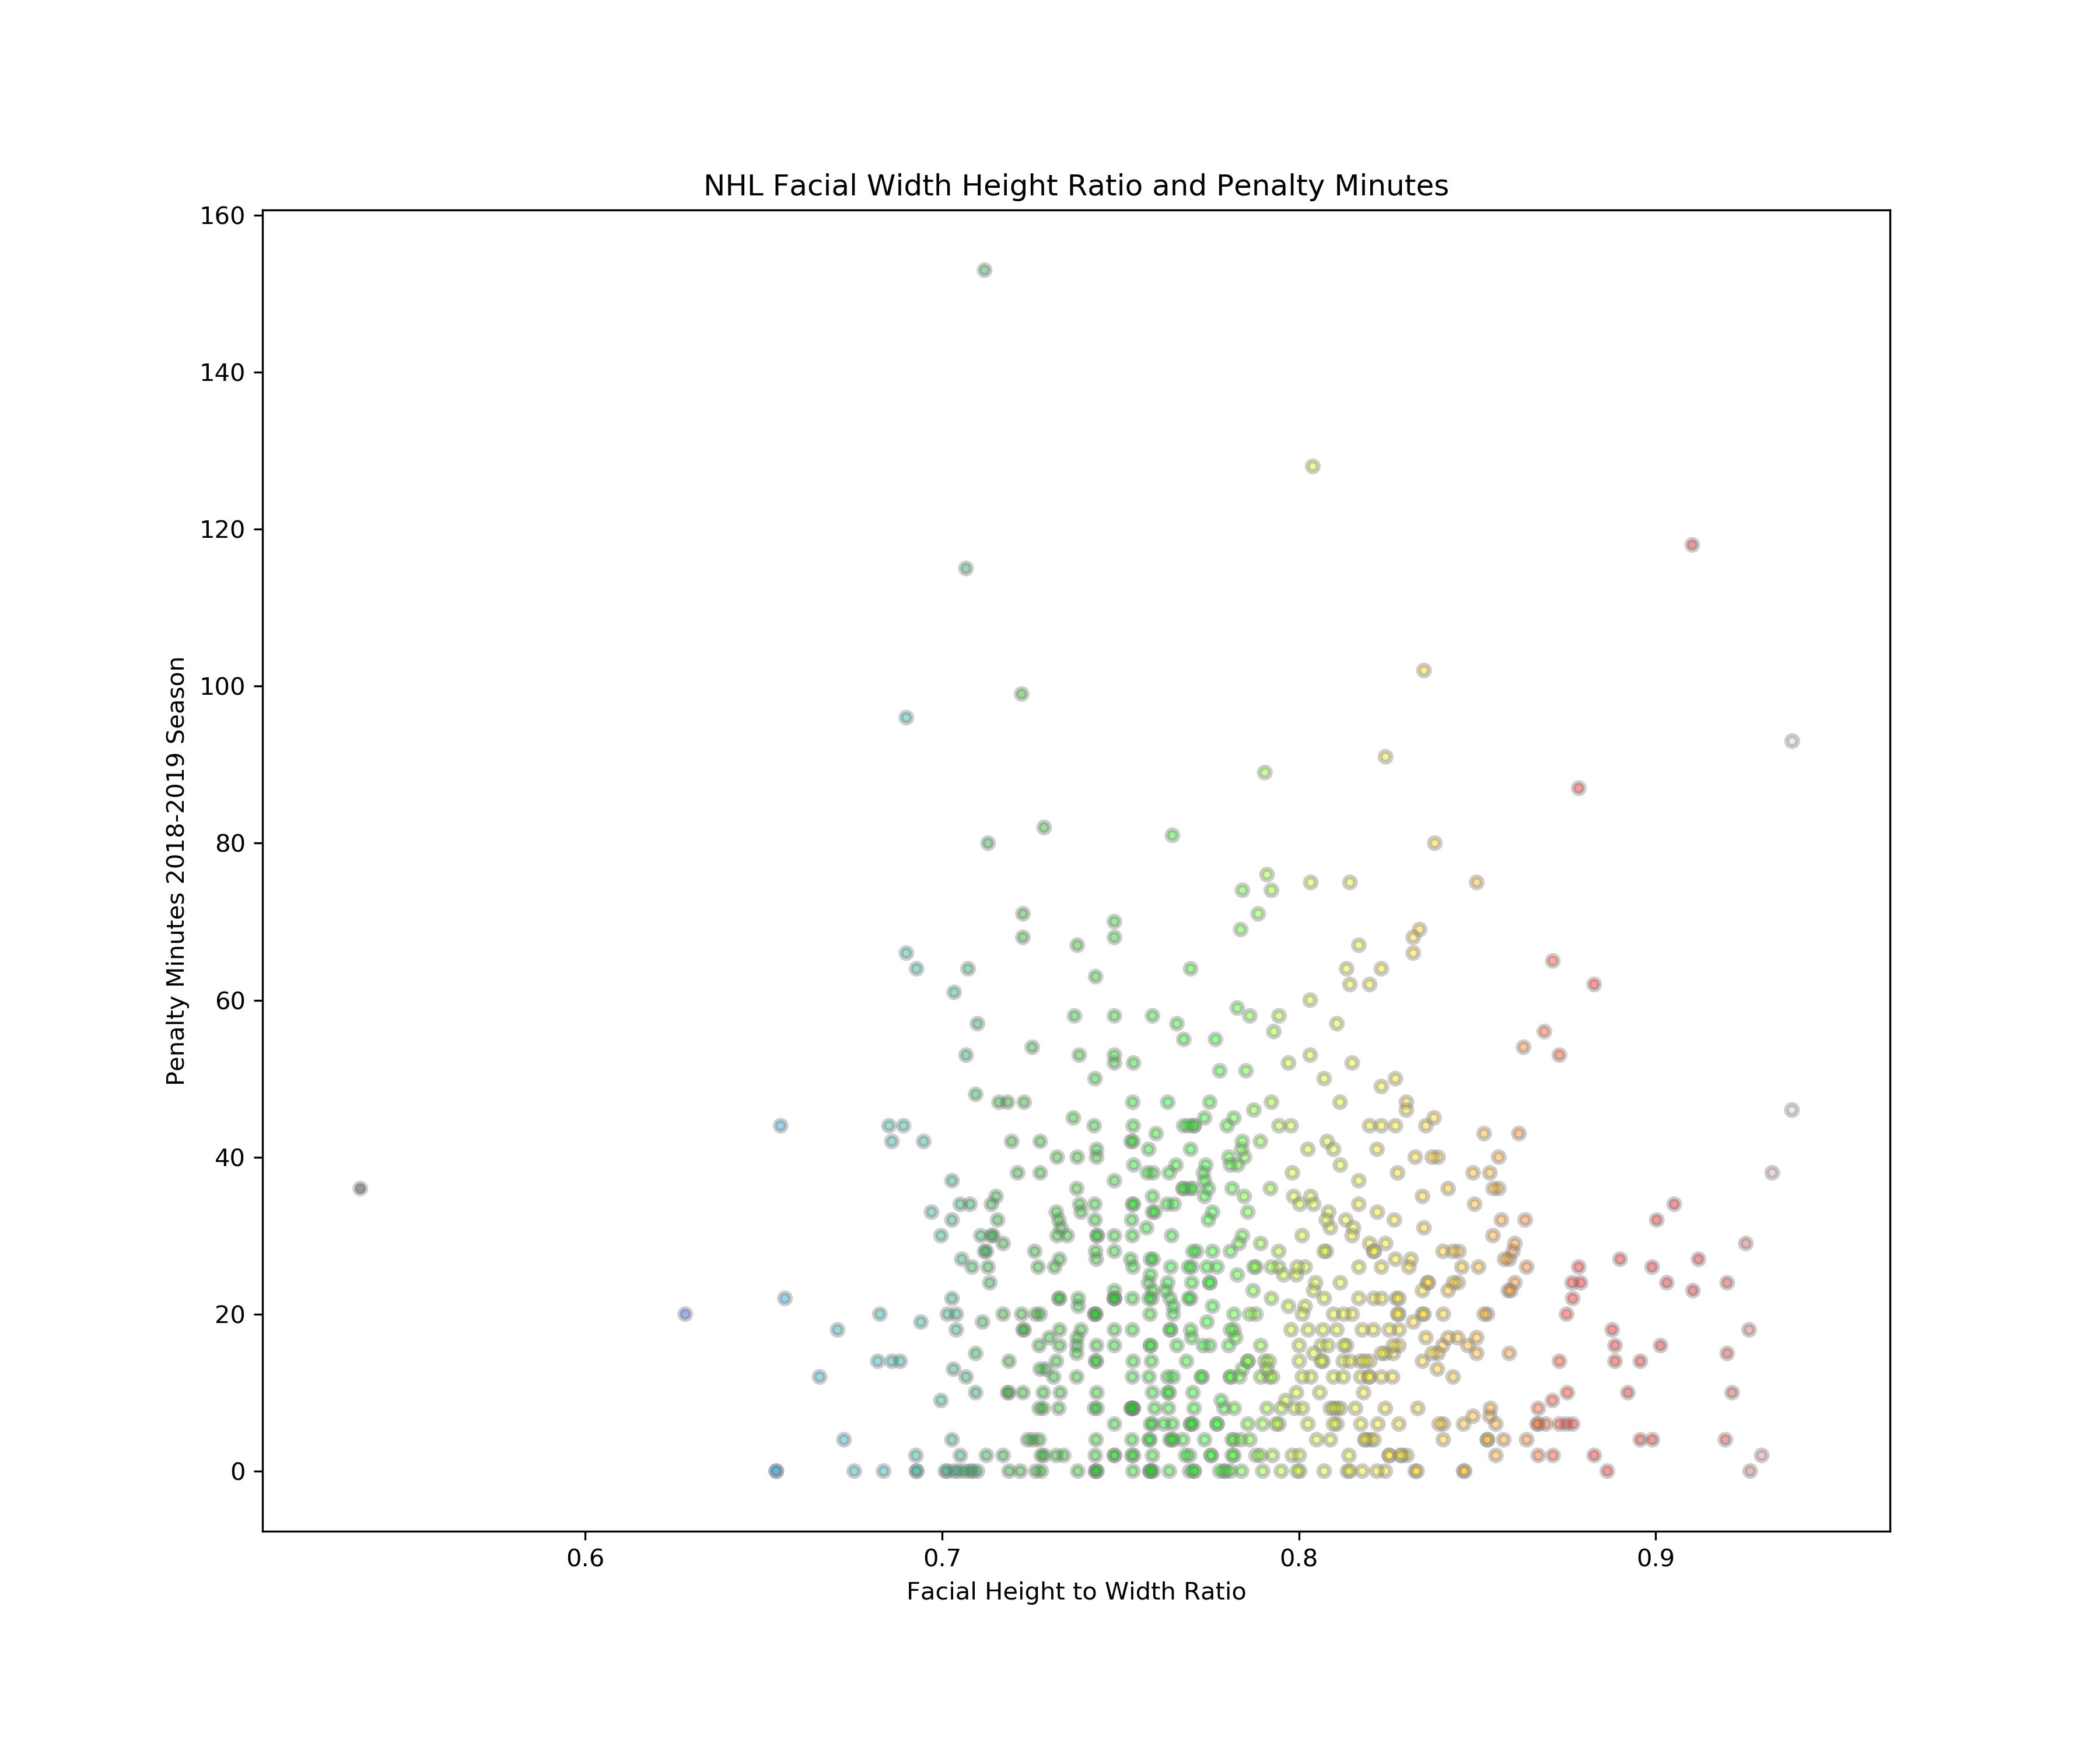 NHL Facial Width Height Ratio and Penalty Minutes
160
140
120
100
80
60
40
20
0
Penalty Minutes 2018-2019 Season
0.6 0.7 0.8 0.9
Facial Height to Width Ratio